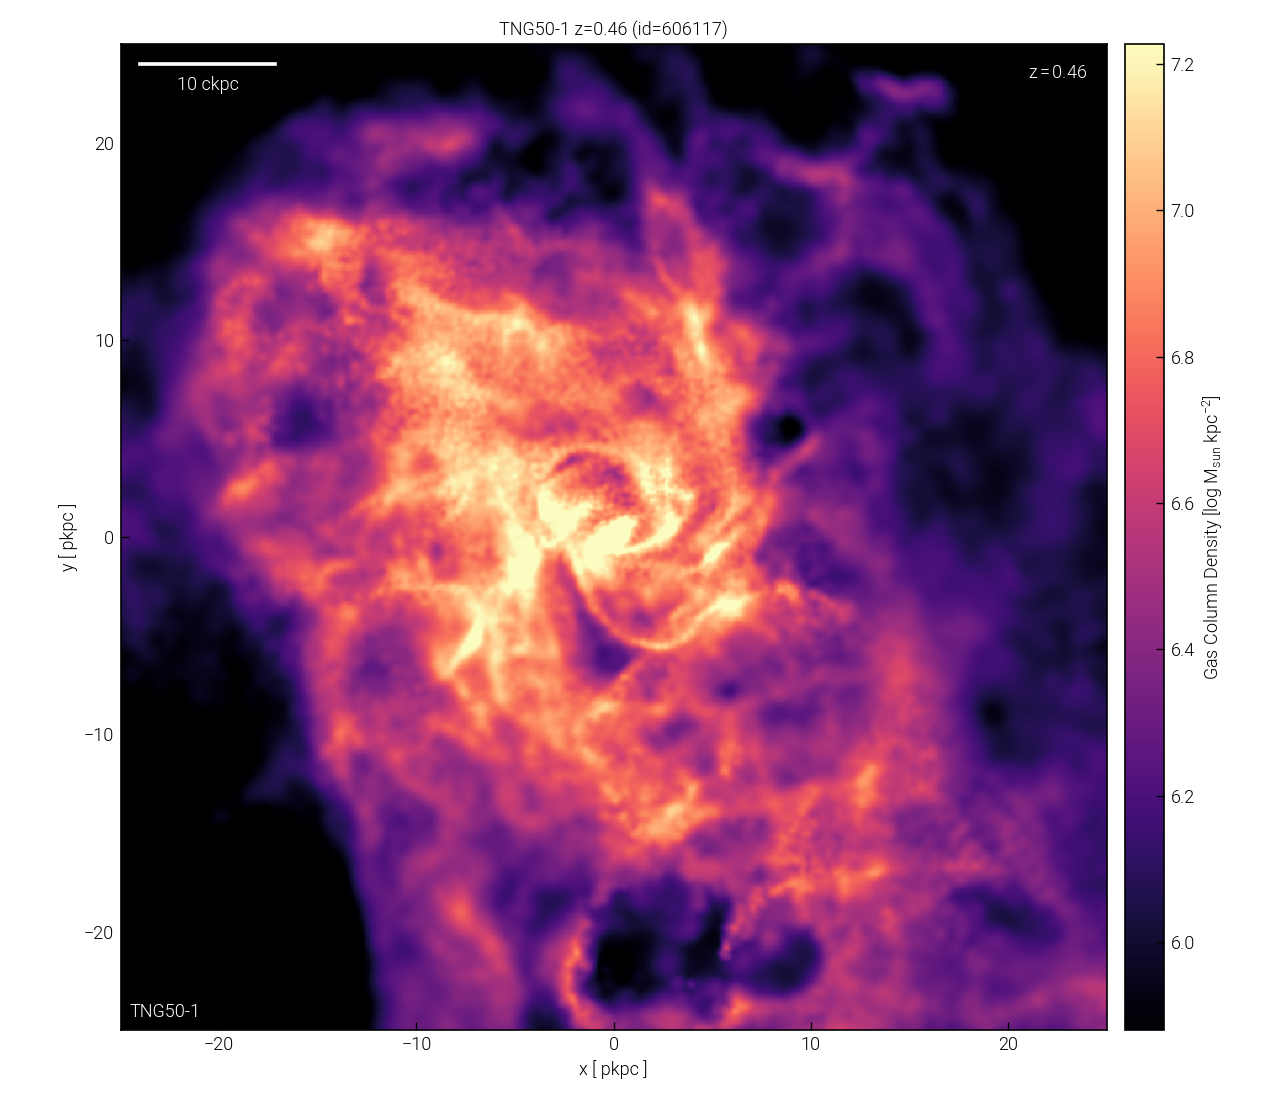 TNG50-1 z=0.46 (id=606117)
10 ckpc
z = 0.46
7.2
7.0
6.8
6.6
6.4
6.2
6.0
Gas Column Density [log M_sun kpc^−2]
20
10
0
−10
−20
y [ pkpc ]
TNG50-1
−20
−10
0
10
20
x [ pkpc ]